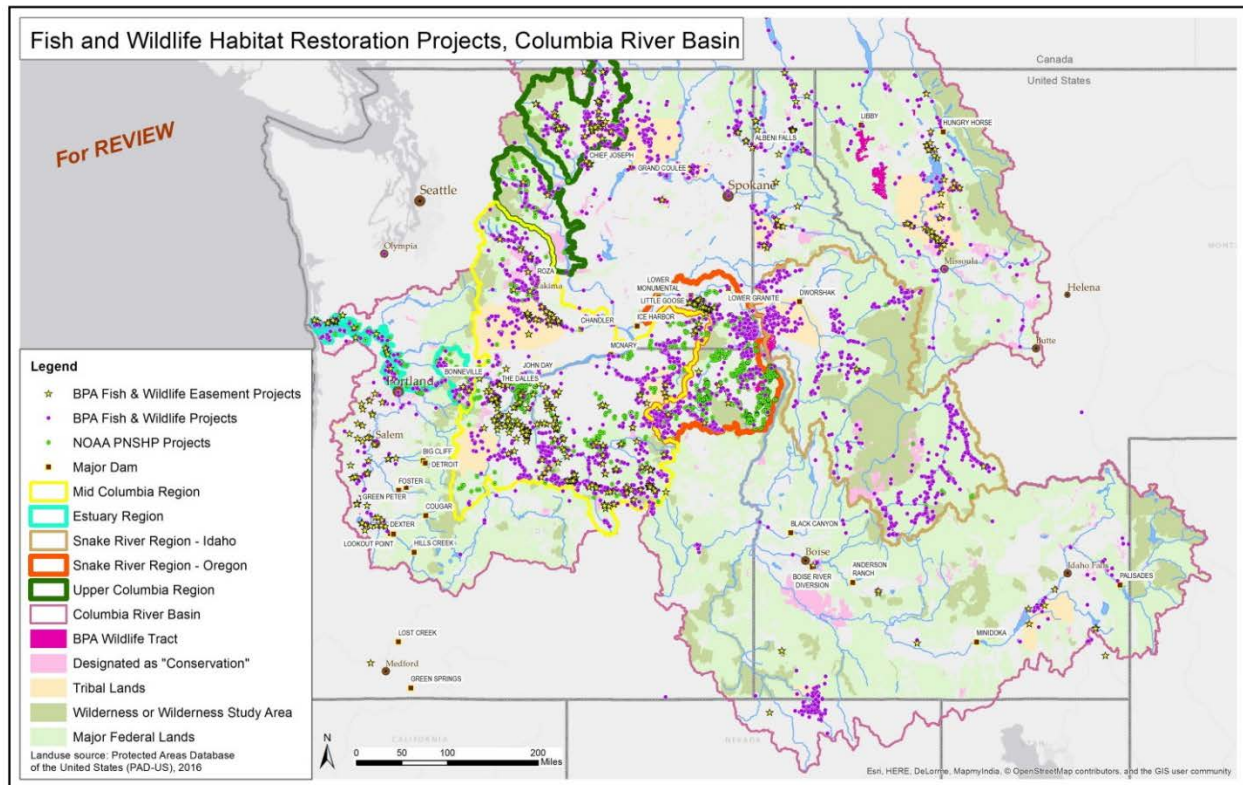 Fish and Wildlife Habitat Restoration Projects, Columbia River Basin
For REVIEW
Canada
United States
LIBBY
HUNGRY HORSE
ALBENI FALLS
CHIEF JOSEPH
GRAND COULEE
Spokane
Seattle
Olympia
Missoula
Helena
Butte
ROZA
Yakima
LOWER
MONUMENTAL
LITTLE GOOSE
LOWER GRANITE
DWORSHAK
CHANDLER
ICE HARBOR
MCNARY
JOHN DAY
BONNEVILLE
THE DALLES
Portland
Salem
BIG CLIFF
DETROIT
FOSTER
GREEN PETER
COUGAR
DEXTER
LOOKOUT POINT
HILLS CREEK
BLACK CANYON
Boise
BOISE RIVER
DIVERSION
ANDERSON
RANCH
Idaho Fall
PALISADES
MINIDOKA
LOST CREEK
Medford
GREEN SPRINGS
CALIFORNIA
NEVADA
Legend
BPA Fish & Wildlife Easement Projects
BPA Fish & Wildlife Projects
NOAA PNSHP Projects
Major Dam
Mid Columbia Region
Estuary Region
Snake River Region - Idaho
Snake River Region - Oregon
Upper Columbia Region
Columbia River Basin
BPA Wildlife Tract
Designated as "Conservation"
Tribal Lands
Wilderness or Wilderness Study Area
Major Federal Lands
Landuse source: Protected Areas Database
of the United States (PAD-US), 2016
N
0 50 100 200
Miles
Esri, HERE, DeLorme, MapmyIndia, © OpenStreetMap contributors, and the GIS user community